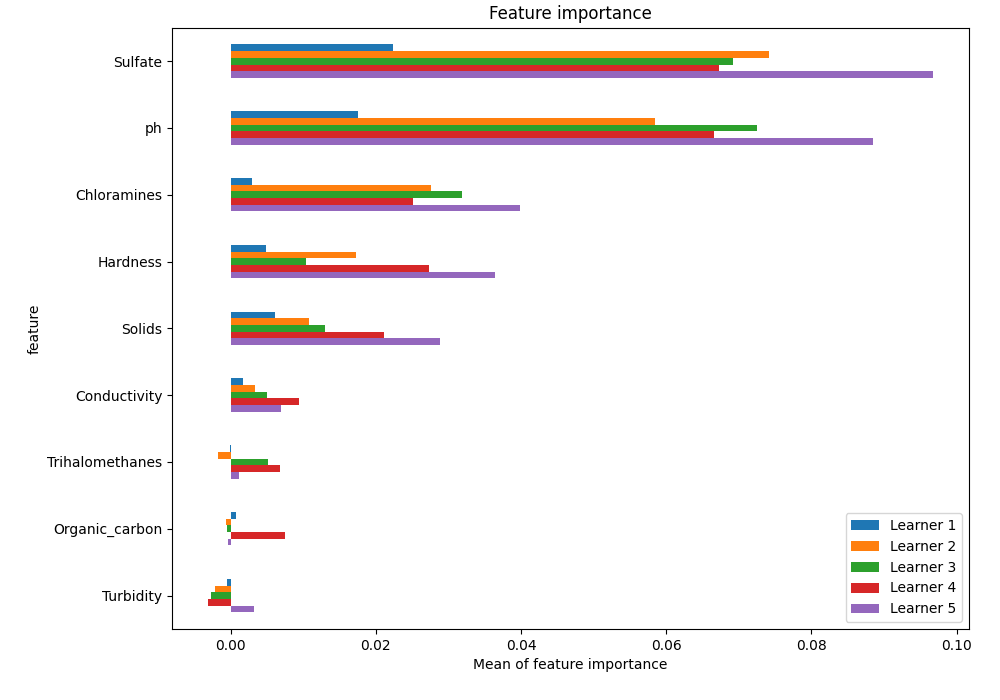 Feature importance
Sulfate
ph
Chloramines
Hardness
Solids
Conductivity
Trihalomethanes
Organic_carbon
Turbidity
feature
Learner 1
Learner 2
Learner 3
Learner 4
Learner 5
0.00 0.02 0.04 0.06 0.08 0.10
Mean of feature importance